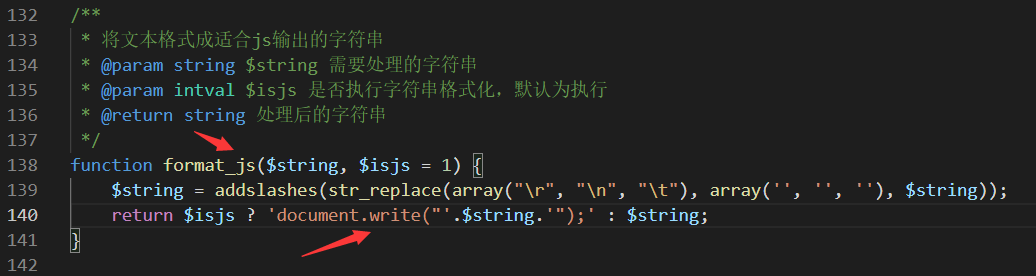 132 /**
133  * 将文本格式成适合js输出的字符串
134  * @param string $string 需要处理的字符串
135  * @param intval $isjs 是否执行字符串格式化，默认为执行
136  * @return string 处理后的字符串
137  */
138 function format_js($string, $isjs = 1) {
139     $string = addslashes(str_replace(array("\r", "\n", "\t"), array('', '', ''), $string));
140     return $isjs ? 'document.write("'.$string.'");' : $string;
141 }
142